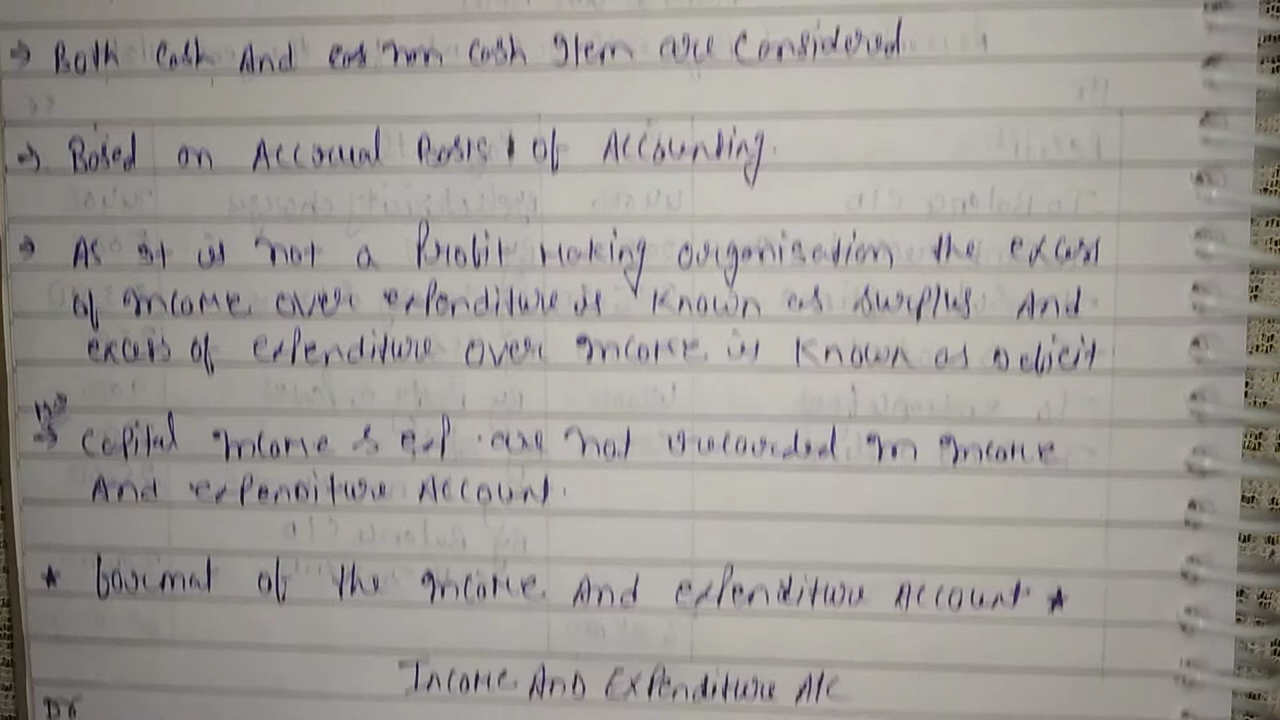 → Both Cash And non cash Item are Considered
→ Based on Accrual Basis of Accounting.
→ As It is not a Profit Making organisation the excess
of Income over expenditure is known as Surplus And
excess of expenditure over Income is known as Deficit
→ Capital Income & Exp. are not recorded In Income
And expenditure Account.
* Format of the Income And expenditure Account *
Income And Expenditure A/c